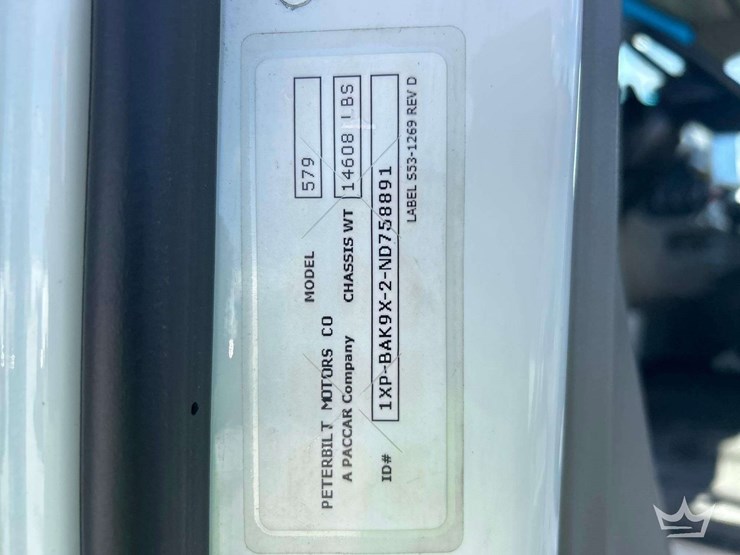 PETERBILT MOTORS CO MODEL 579
A PACCAR Company CHASSIS WT 14608 LBS
ID# 1XP-BAK9X-2-ND758891
LABEL S53-1269 REV D